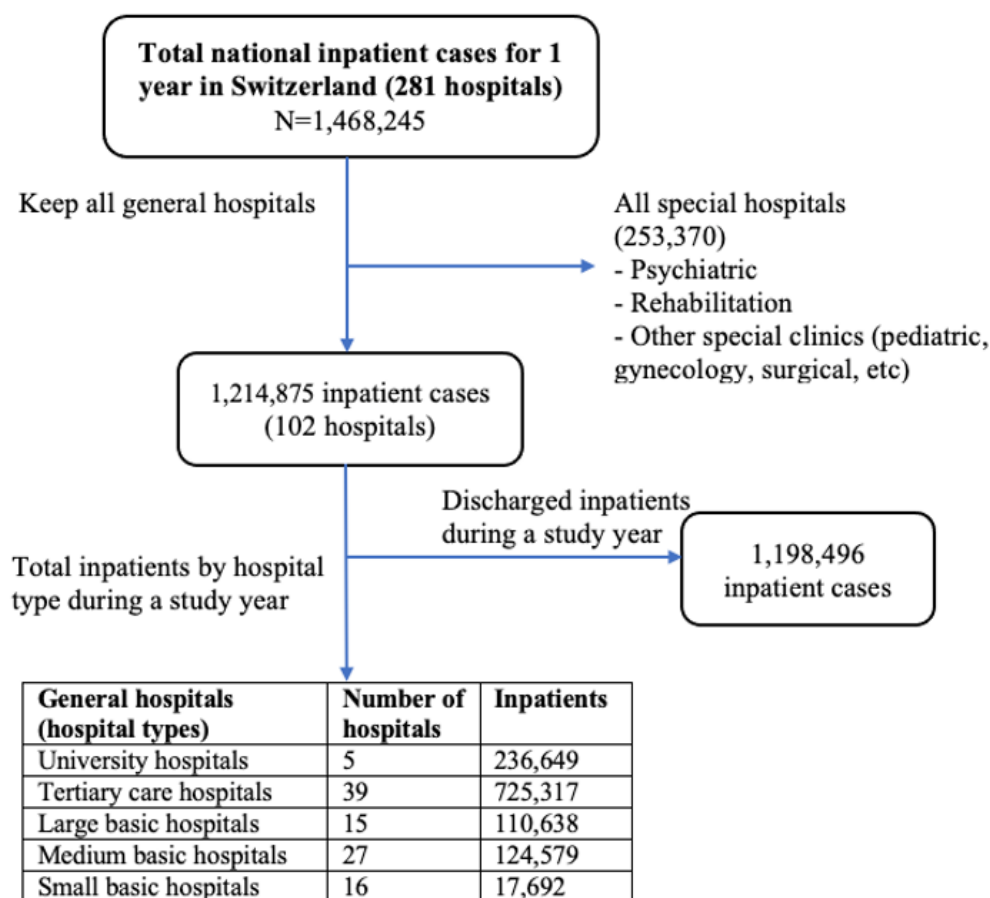 Total national inpatient cases for 1
year in Switzerland (281 hospitals)
N=1,468,245
Keep all general hospitals
All special hospitals
(253,370)
- Psychiatric
- Rehabilitation
- Other special clinics (pediatric,
gynecology, surgical, etc)
1,214,875 inpatient cases
(102 hospitals)
Discharged inpatients
during a study year
1,198,496
inpatient cases
Total inpatients by hospital
type during a study year
General hospitals Number of Inpatients
(hospital types) hospitals
University hospitals 5 236,649
Tertiary care hospitals 39 725,317
Large basic hospitals 15 110,638
Medium basic hospitals 27 124,579
Small basic hospitals 16 17,692